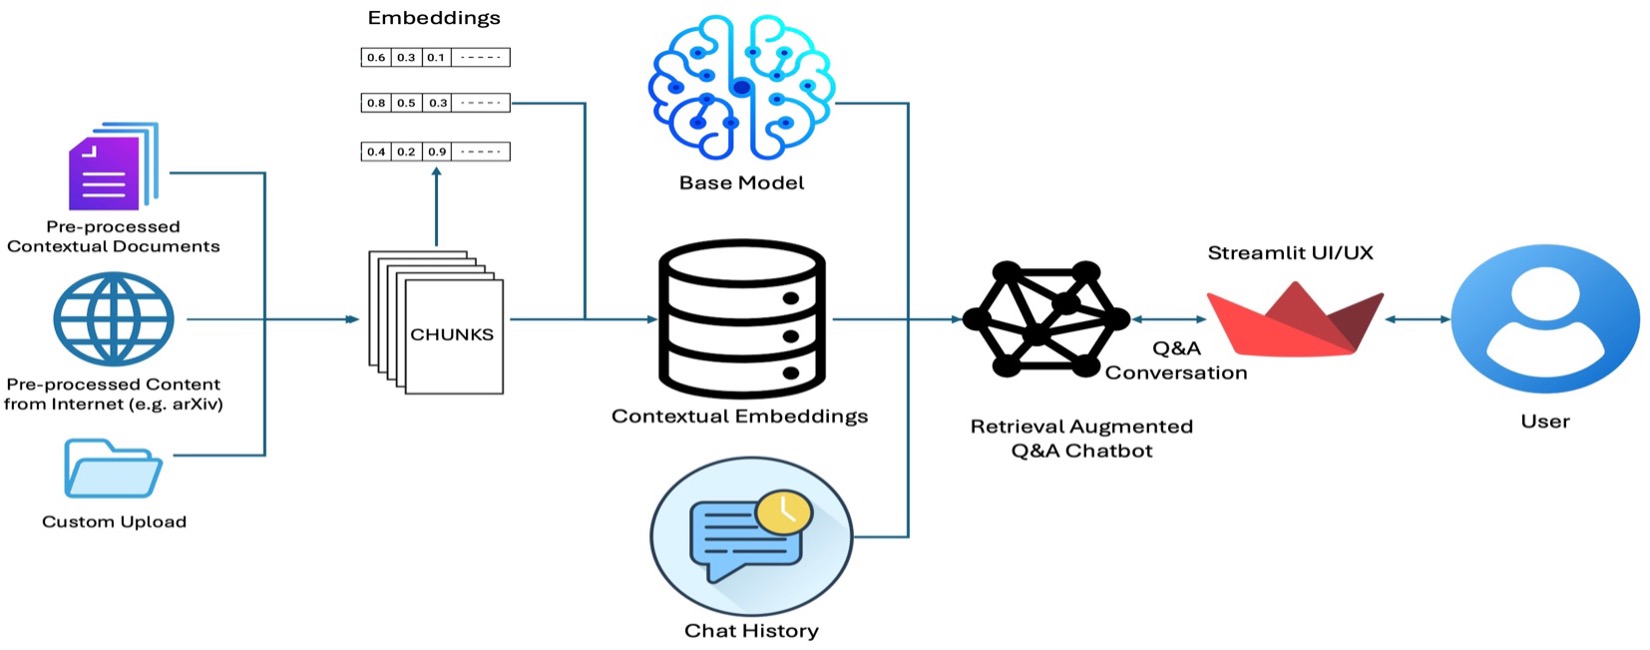 Embeddings
0.6 0.3 0.1 -----
0.8 0.5 0.3 -----
0.4 0.2 0.9 -----
Pre-processed
Contextual Documents
Pre-processed Content
from Internet (e.g. arXiv)
Custom Upload
CHUNKS
Base Model
Contextual Embeddings
Chat History
Retrieval Augmented
Q&A Chatbot
Q&A
Conversation
Streamlit UI/UX
User